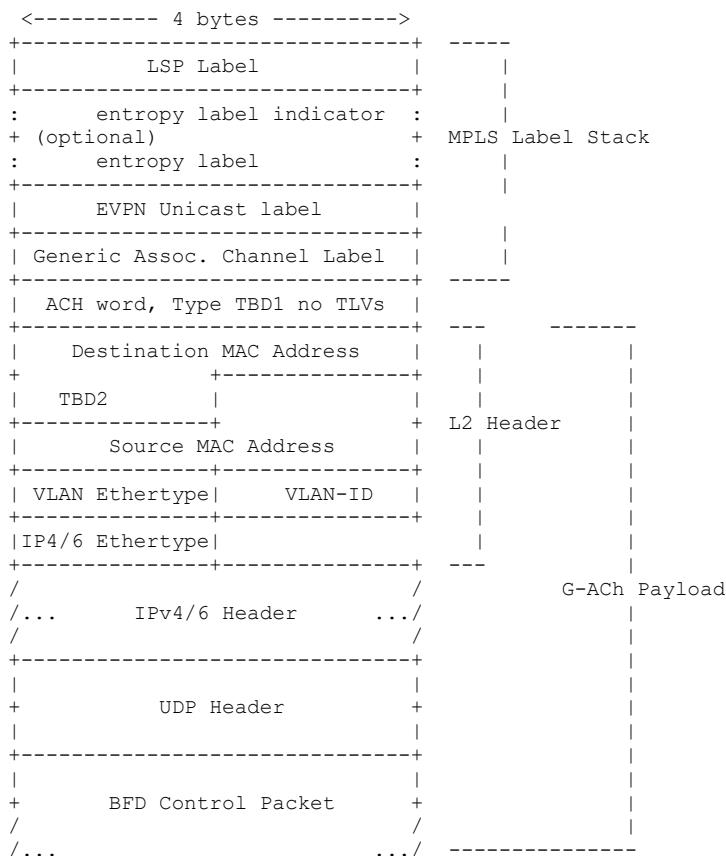 <---------- 4 bytes ---------->
LSP Label
entropy label indicator
(optional) MPLS Label Stack
entropy label
EVPN Unicast label
Generic Assoc. Channel Label
ACH word, Type TBD1 no TLVs
Destination MAC Address
TBD2
L2 Header
Source MAC Address
VLAN Ethertype| VLAN-ID
IP4/6 Ethertype
G-ACh Payload
/... IPv4/6 Header .../
UDP Header
BFD Control Packet
/... .../